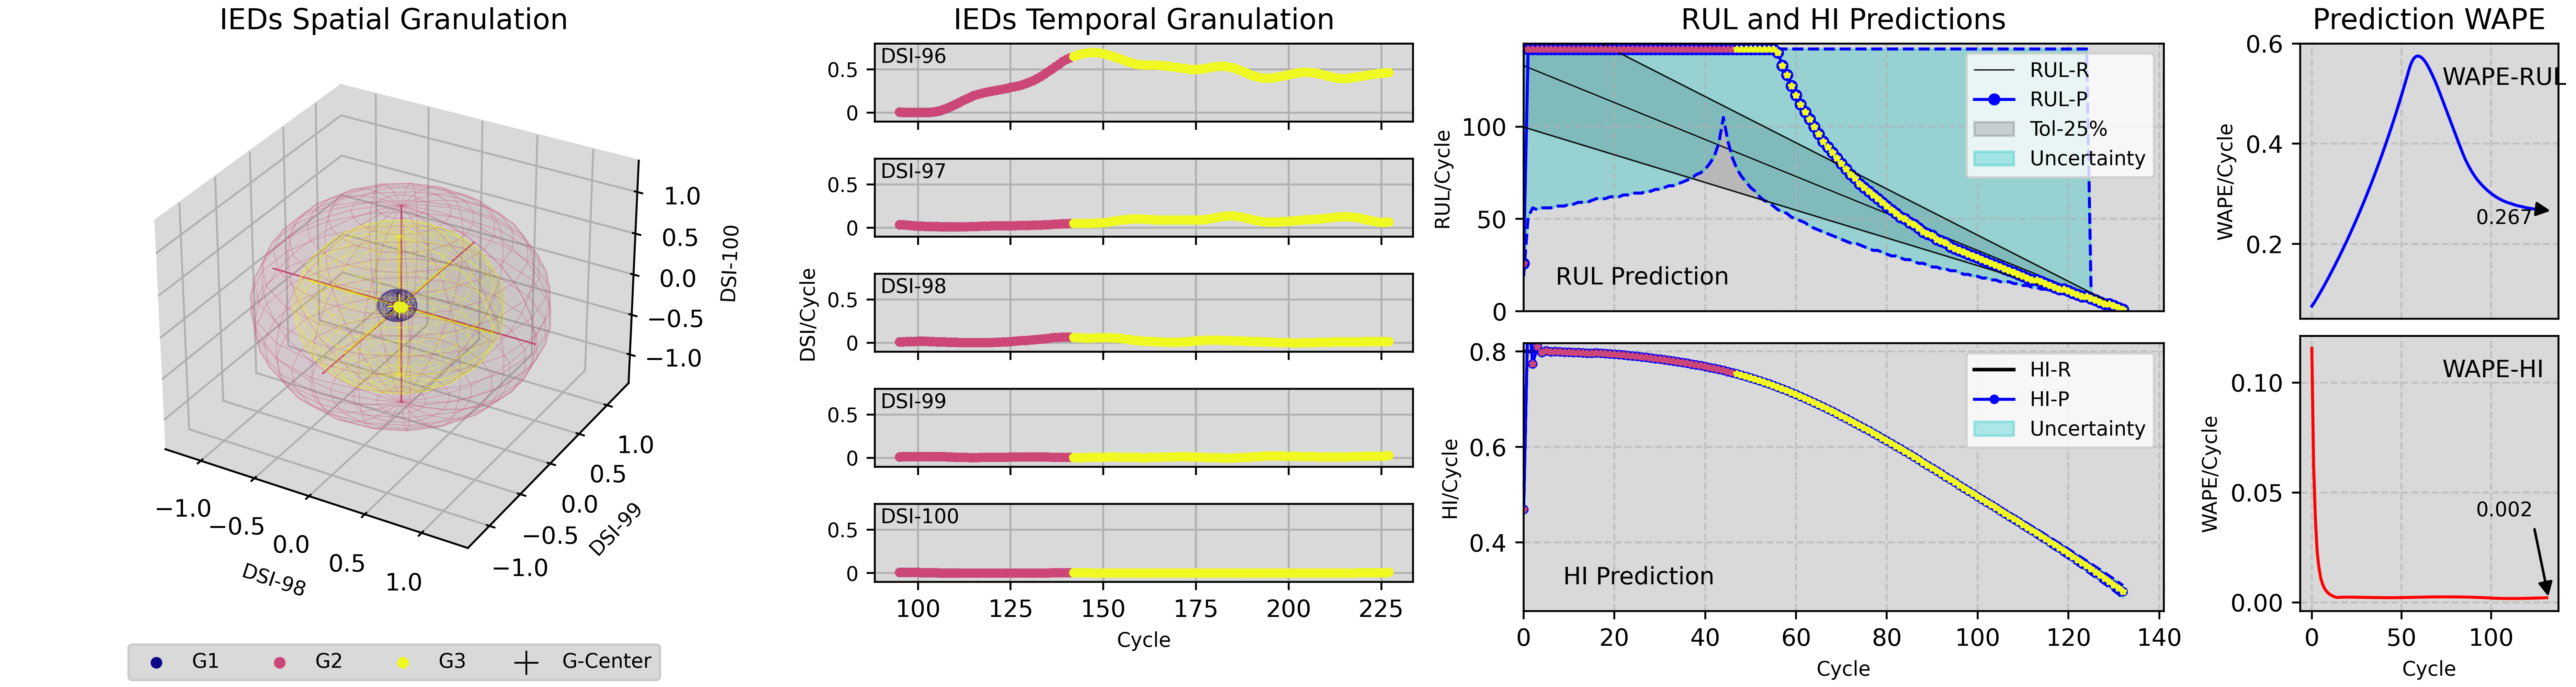 IEDs Spatial Granulation
1.0
0.5
0.0
−0.5
−1.0
DSI-100
1.0
0.5
0.0
−0.5
−1.0
DSI-99
−1.0
−0.5
0.0
0.5
1.0
DSI-98
G1
G2
G3
G-Center
IEDs Temporal Granulation
DSI/Cycle
DSI-96
0.5
0
DSI-97
0.5
0
DSI-98
0.5
0
DSI-99
0.5
0
DSI-100
0.5
0
100
125
150
175
200
225
Cycle
RUL and HI Predictions
RUL/Cycle
100
50
0
RUL-R
RUL-P
Tol-25%
Uncertainty
RUL Prediction
HI/Cycle
0.8
0.6
0.4
HI-R
HI-P
Uncertainty
HI Prediction
0
20
40
60
80
100
120
140
Cycle
Prediction WAPE
WAPE/Cycle
0.6
0.4
0.2
WAPE-RUL
0.267
WAPE/Cycle
0.10
0.05
0.00
WAPE-HI
0.002
0
50
100
Cycle